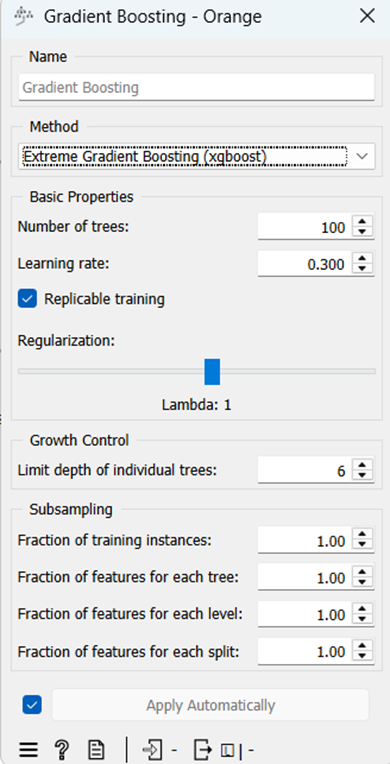 Gradient Boosting - Orange
Name
Gradient Boosting
Method
Extreme Gradient Boosting (xgboost)
Basic Properties
Number of trees: 100
Learning rate: 0.300
Replicable training
Regularization:
Lambda: 1
Growth Control
Limit depth of individual trees: 6
Subsampling
Fraction of training instances: 1.00
Fraction of features for each tree: 1.00
Fraction of features for each level: 1.00
Fraction of features for each split: 1.00
Apply Automatically
? | - | -